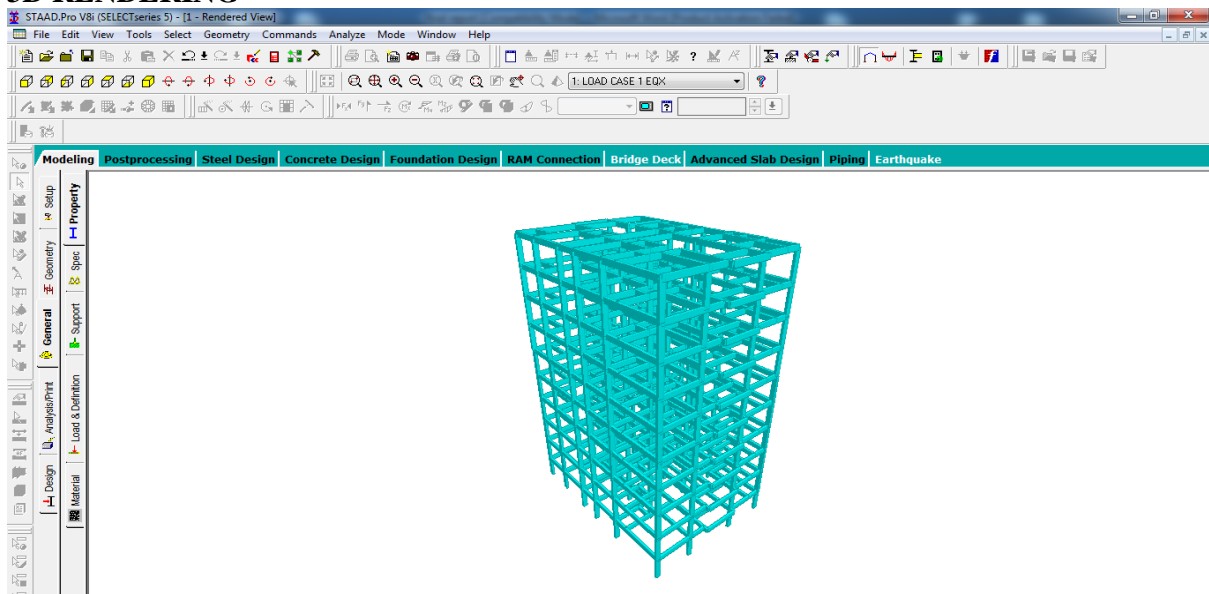 3D RENDERING
STAAD.Pro V8i (SELECTseries 5) - [1 - Rendered View]
File Edit View Tools Select Geometry Commands Analyze Mode Window Help
1: LOAD CASE 1 EQX
Modeling Postprocessing Steel Design Concrete Design Foundation Design RAM Connection Bridge Deck Advanced Slab Design Piping Earthquake
Setup
Geometry
General
Analysis/Print
Design
Property
Spec
Support
Load & Definition
Material